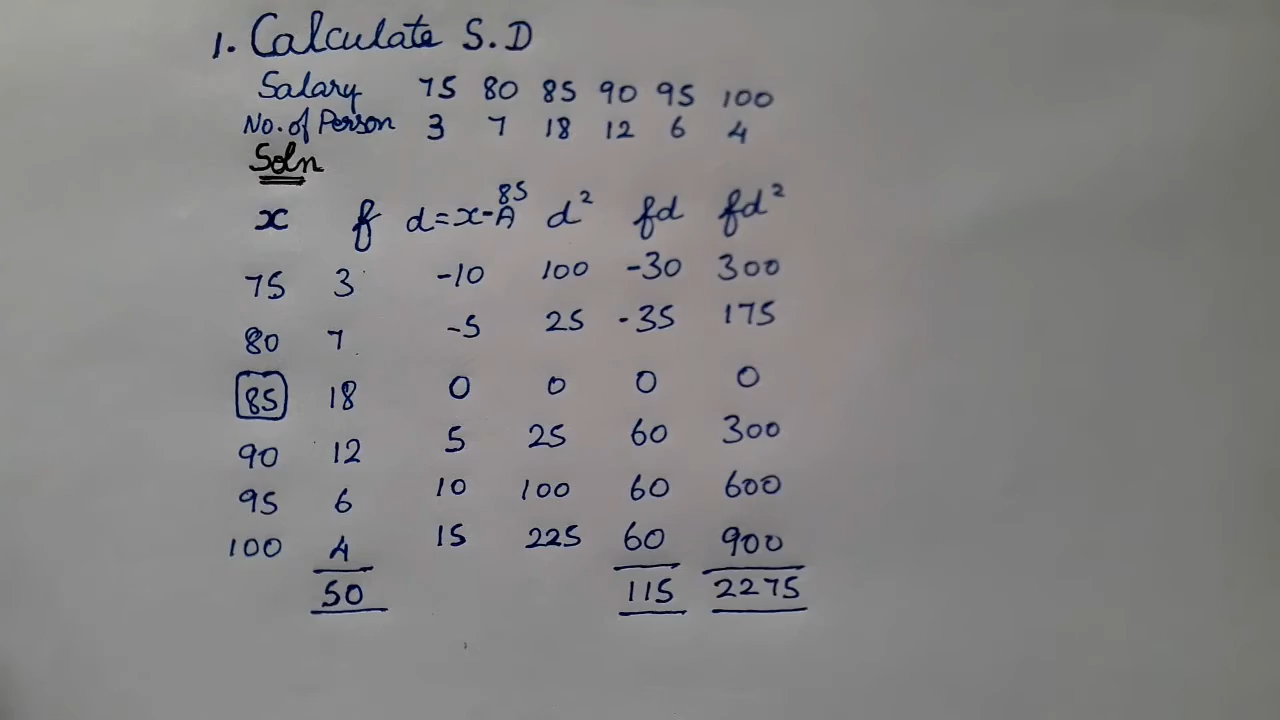 1. Calculate S.D
Salary 75 80 85 90 95 100
No. of Person 3 7 18 12 6 4
Soln
x f d=x-A 85 d² fd fd²
75 3 -10 100 -30 300
80 7 -5 25 -35 175
85 18 0 0 0 0
90 12 5 25 60 300
95 6 10 100 60 600
100 4 15 225 60 900
50 115 2275